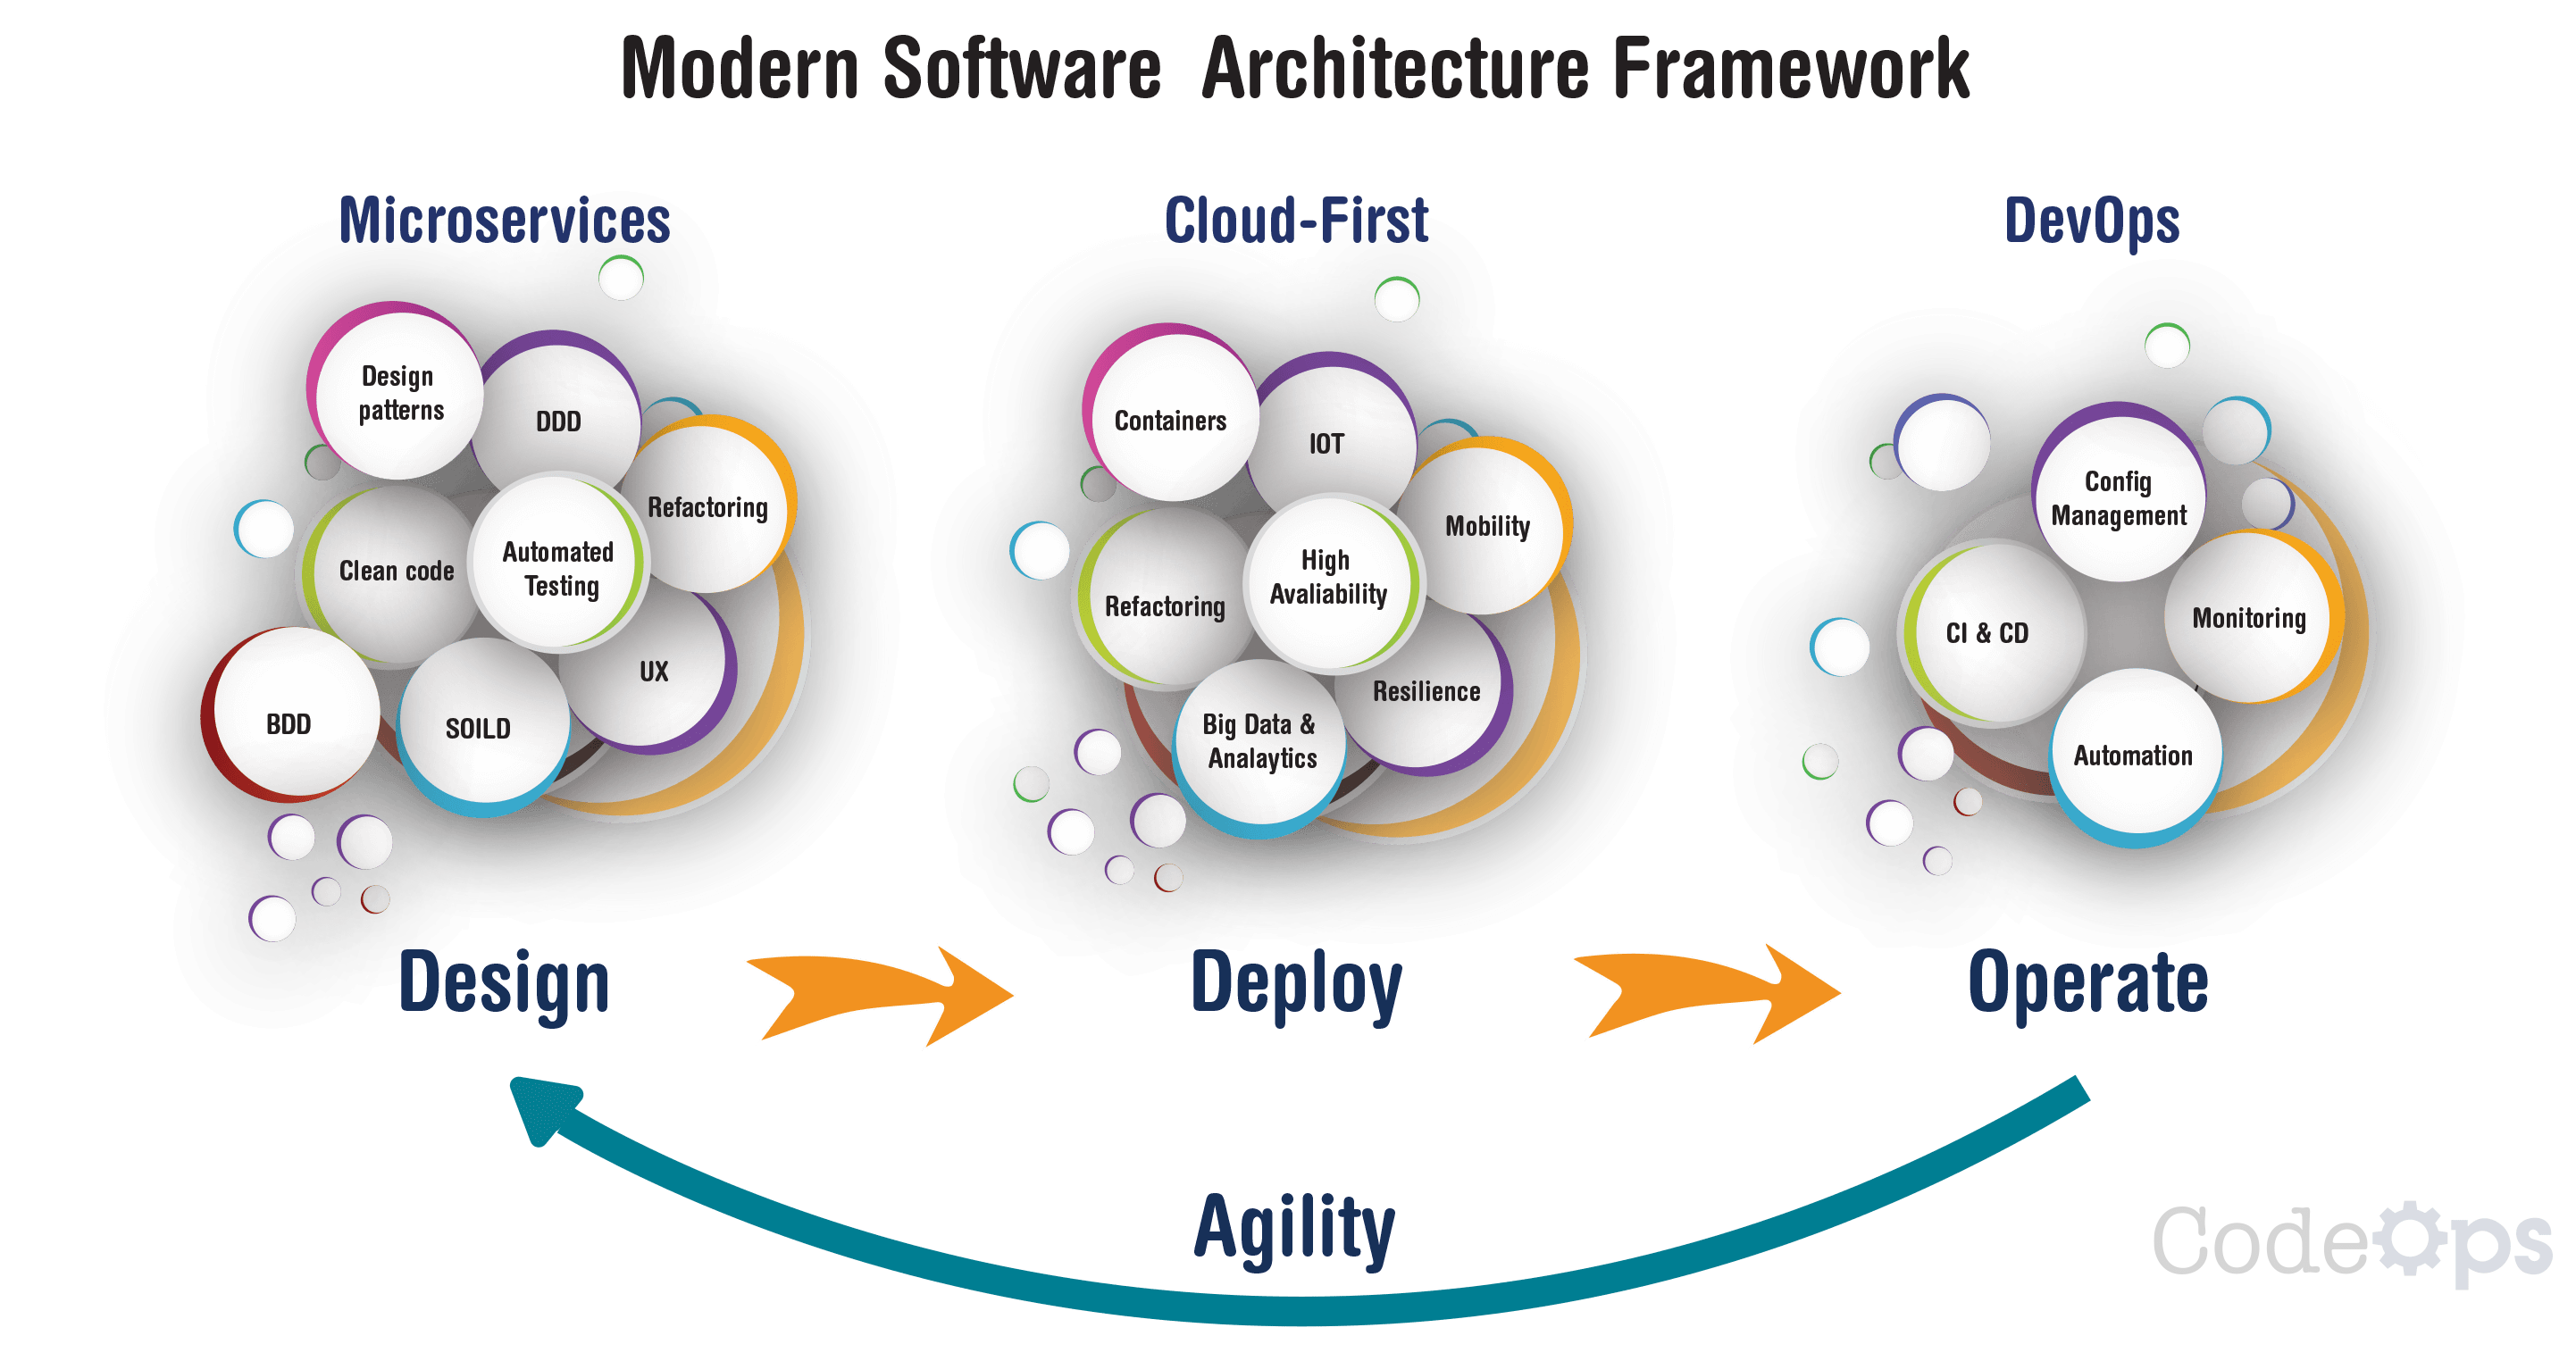 Modern Software Architecture Framework
Microservices
Design
patterns
DDD
Refactoring
Clean code
Automated
Testing
BDD
SOILD
UX
Design
Cloud-First
Containers
IOT
Mobility
Refactoring
High
Avaliability
Resilience
Big Data &
Analaytics
Deploy
DevOps
Config
Management
CI & CD
Monitoring
Automation
Operate
Agility
CodeOps